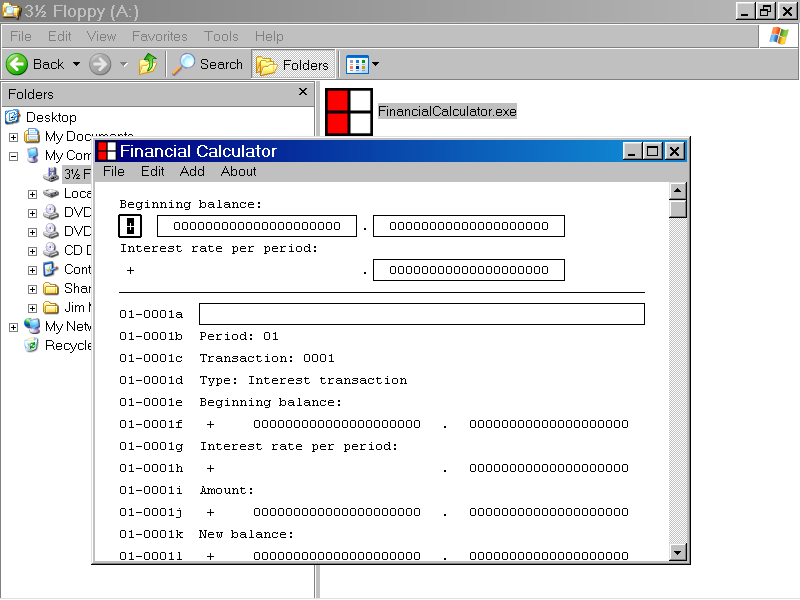 3½ Floppy (A:)
File Edit View Favorites Tools Help
Back Search Folders
Folders
Desktop
My Documents
My Com
3½ F
Loca
DVD
DVD
CD D
Cont
Shar
Jim
My Netw
Recycle
FinancialCalculator.exe
Financial Calculator
File Edit Add About
Beginning balance:
000000000000000000000 . 00000000000000000000
Interest rate per period:
+ . 00000000000000000000
01-0001a
01-0001b Period: 01
01-0001c Transaction: 0001
01-0001d Type: Interest transaction
01-0001e Beginning balance:
01-0001f + 000000000000000000000 . 00000000000000000000
01-0001g Interest rate per period:
01-0001h + . 00000000000000000000
01-0001i Amount:
01-0001j + 000000000000000000000 . 00000000000000000000
01-0001k New balance:
01-0001l + 000000000000000000000 . 00000000000000000000